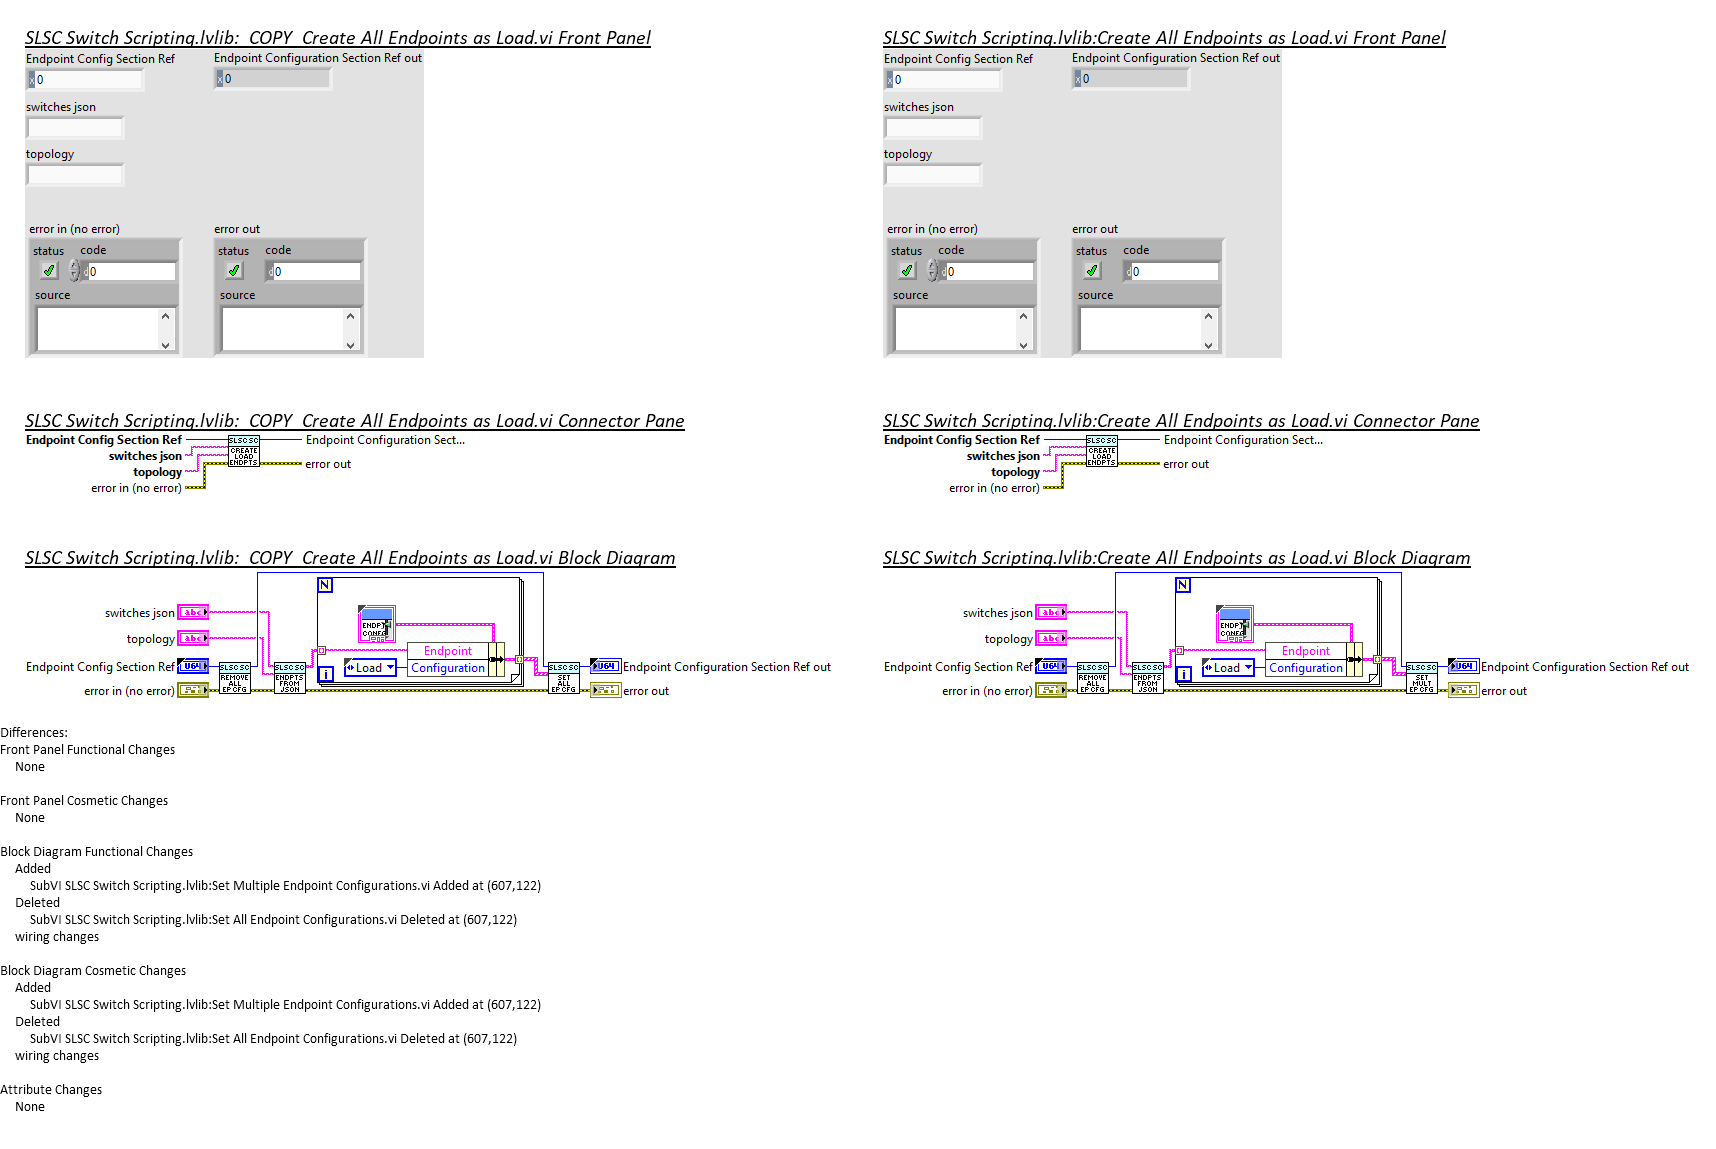 SLSC Switch Scripting.lvlib:_COPY_Create All Endpoints as Load.vi Front Panel
Endpoint Config Section Ref
Endpoint Configuration Section Ref out
x 0
x 0
switches json
topology
error in (no error)
error out
status code
status code
d 0
d 0
source
source
SLSC Switch Scripting.lvlib:Create All Endpoints as Load.vi Front Panel
Endpoint Config Section Ref
Endpoint Configuration Section Ref out
x 0
x 0
switches json
topology
error in (no error)
error out
status code
status code
d 0
d 0
source
source
SLSC Switch Scripting.lvlib:_COPY_Create All Endpoints as Load.vi Connector Pane
Endpoint Config Section Ref
switches json
topology
error in (no error)
SLSC SC
CREATE
LOAD
ENDPTS
Endpoint Configuration Sect...
error out
SLSC Switch Scripting.lvlib:Create All Endpoints as Load.vi Connector Pane
Endpoint Config Section Ref
switches json
topology
error in (no error)
SLSC SC
CREATE
LOAD
ENDPTS
Endpoint Configuration Sect...
error out
SLSC Switch Scripting.lvlib:_COPY_Create All Endpoints as Load.vi Block Diagram
N
switches json abc
topology abc
Endpoint Config Section Ref U64
error in (no error)
SLSC SC
REMOVE
ALL
EP CFG
SLSC SC
ENDPTS
FROM
JSON
i
ENDPT
CONFG
Load
Endpoint
Configuration
SLSC SC
SET
ALL
EP CFG
U64 Endpoint Configuration Section Ref out
error out
SLSC Switch Scripting.lvlib:Create All Endpoints as Load.vi Block Diagram
N
switches json abc
topology abc
Endpoint Config Section Ref U64
error in (no error)
SLSC SC
REMOVE
ALL
EP CFG
SLSC SC
ENDPTS
FROM
JSON
i
ENDPT
CONFG
Load
Endpoint
Configuration
SLSC SC
SET
MULT
EP CFG
U64 Endpoint Configuration Section Ref out
error out
Differences:
Front Panel Functional Changes
None
Front Panel Cosmetic Changes
None
Block Diagram Functional Changes
Added
SubVI SLSC Switch Scripting.lvlib:Set Multiple Endpoint Configurations.vi Added at (607,122)
Deleted
SubVI SLSC Switch Scripting.lvlib:Set All Endpoint Configurations.vi Deleted at (607,122)
wiring changes
Block Diagram Cosmetic Changes
Added
SubVI SLSC Switch Scripting.lvlib:Set Multiple Endpoint Configurations.vi Added at (607,122)
Deleted
SubVI SLSC Switch Scripting.lvlib:Set All Endpoint Configurations.vi Deleted at (607,122)
wiring changes
Attribute Changes
None